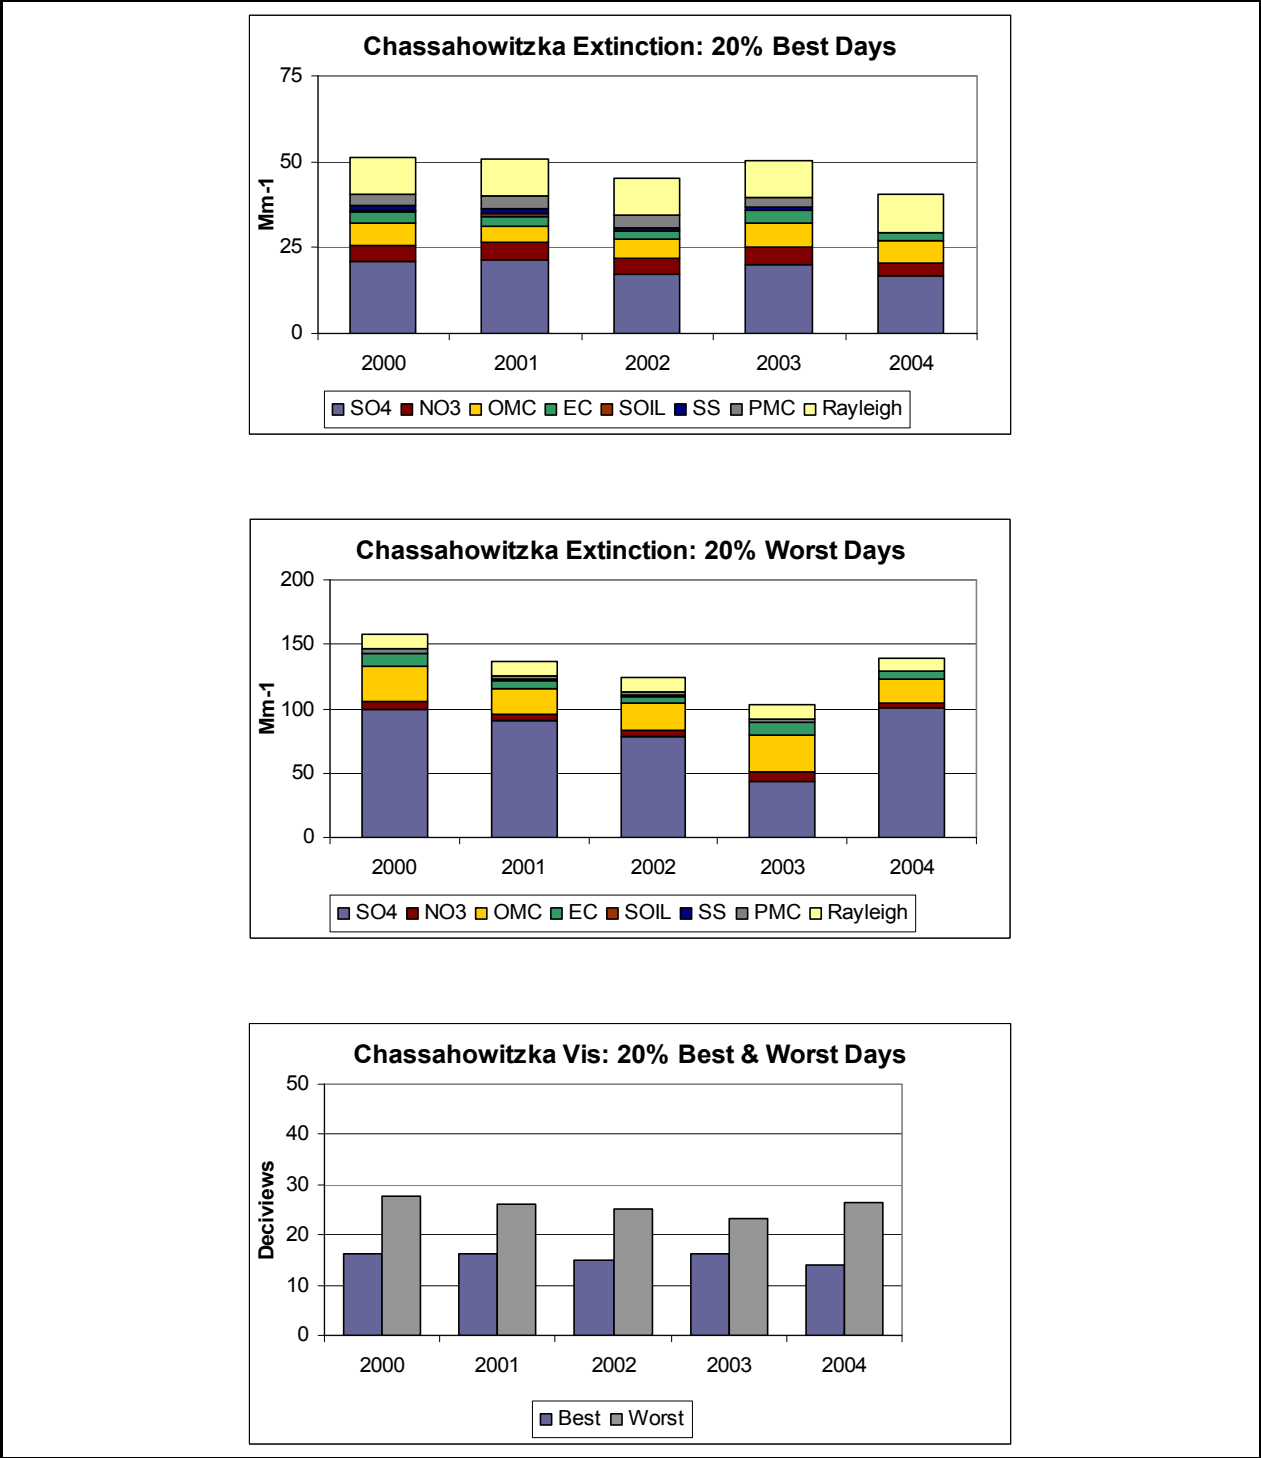 Chassahowitzka Extinction: 20% Best Days
75
50
25
0
Mm-1
2000 2001 2002 2003 2004
SO4 NO3 OMC EC SOIL SS PMC Rayleigh
Chassahowitzka Extinction: 20% Worst Days
200
150
100
50
0
Mm-1
2000 2001 2002 2003 2004
SO4 NO3 OMC EC SOIL SS PMC Rayleigh
Chassahowitzka Vis: 20% Best & Worst Days
50
40
30
20
10
0
Deciviews
2000 2001 2002 2003 2004
Best Worst